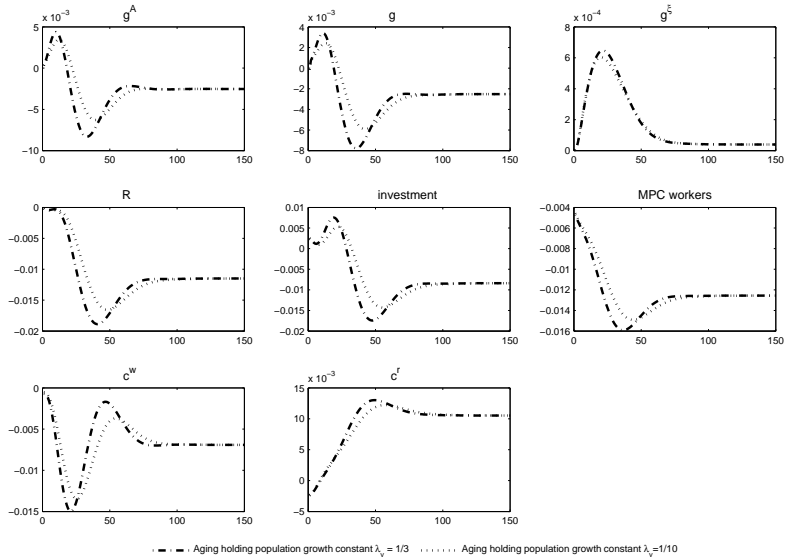 x 10⁻³ g^A
x 10⁻³ g
x 10⁻⁴ g^ξ
5
0
−5
−10
0 50 100 150
4
2
0
−2
−4
−6
−8
0 50 100 150
8
6
4
2
0
0 50 100 150
R
investment
MPC workers
0
−0.005
−0.01
−0.015
−0.02
0 50 100 150
0.01
0.005
0
−0.005
−0.01
−0.015
−0.02
0 50 100 150
−0.004
−0.006
−0.008
−0.01
−0.012
−0.014
−0.016
0 50 100 150
c^w
x 10⁻³ c^r
0
−0.005
−0.01
−0.015
0 50 100 150
15
10
5
0
−5
0 50 100 150
Aging holding population growth constant λ_v = 1/3 Aging holding population growth constant λ_v=1/10